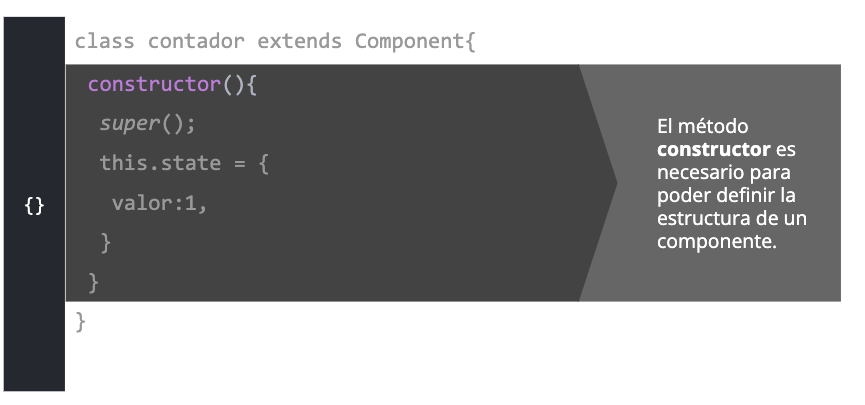 class contador extends Component{
constructor(){
super();
this.state = {
valor:1,
}
}
}
{}
El método
constructor es
necesario para
poder definir la
estructura de un
componente.